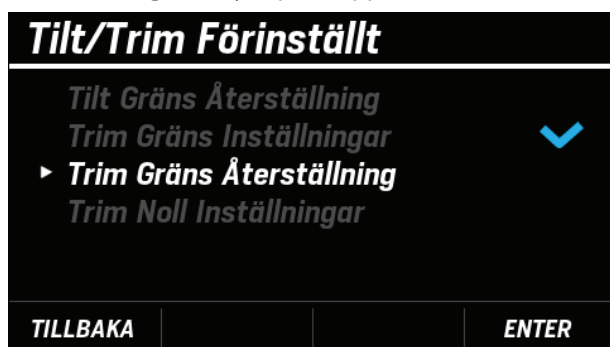 Tilt/Trim Förinställt
Tilt Gräns Återställning
Trim Gräns Inställningar
Trim Gräns Återställning
Trim Noll Inställningar
TILLBAKA
ENTER